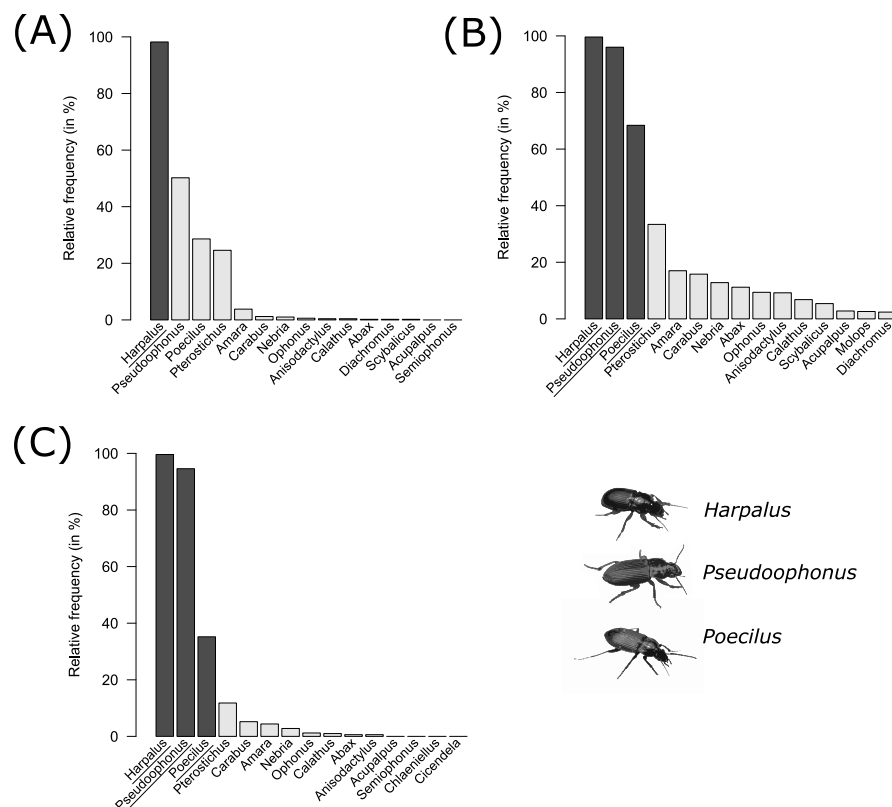 (A)
Relative frequency (in %)
100
80
60
40
20
0
Harpalus
Pseudoophonus
Poecilus
Pterostichus
Amara
Carabus
Nebria
Ophonus
Anisodactylus
Calathus
Abax
Diachromus
Scybalicus
Acupalpus
Semiophonus
(B)
Relative frequency (in %)
100
80
60
40
20
0
Harpalus
Pseudoophonus
Poecilus
Pterostichus
Amara
Carabus
Nebria
Abax
Ophonus
Anisodactylus
Calathus
Scybalicus
Acupalpus
Molops
Diachromus
(C)
Relative frequency (in %)
100
80
60
40
20
0
Harpalus
Pseudoophonus
Poecilus
Pterostichus
Carabus
Amara
Nebria
Ophonus
Calathus
Abax
Anisodactylus
Acupalpus
Semiophonus
Chlaeniellus
Cicendela
Harpalus
Pseudoophonus
Poecilus